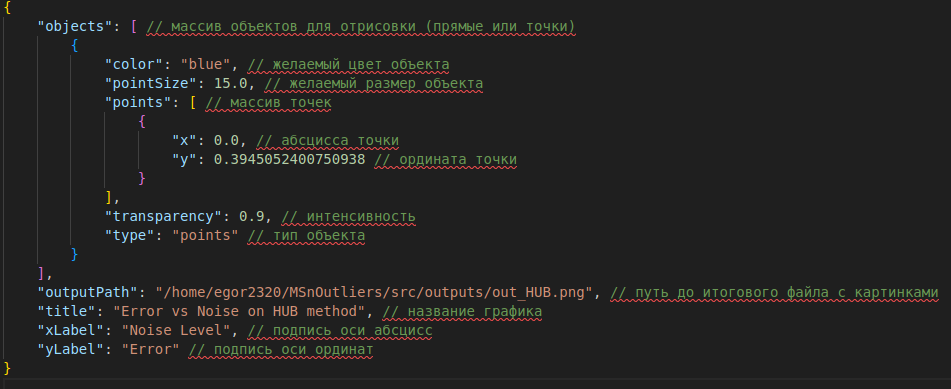 {
    "objects": [ // массив объектов для отрисовки (прямые или точки)
        {
            "color": "blue", // желаемый цвет объекта
            "pointSize": 15.0, // желаемый размер объекта
            "points": [ // массив точек
                {
                    "x": 0.0, // абсцисса точки
                    "y": 0.3945052400750938 // ордината точки
                }
            ],
            "transparency": 0.9, // интенсивность
            "type": "points" // тип объекта
        }
    ],
    "outputPath": "/home/egor2320/MSnOutliers/src/outputs/out_HUB.png", // путь до итогового файла с картинками
    "title": "Error vs Noise on HUB method", // название графика
    "xLabel": "Noise Level", // подпись оси абсцисс
    "yLabel": "Error" // подпись оси ординат
}